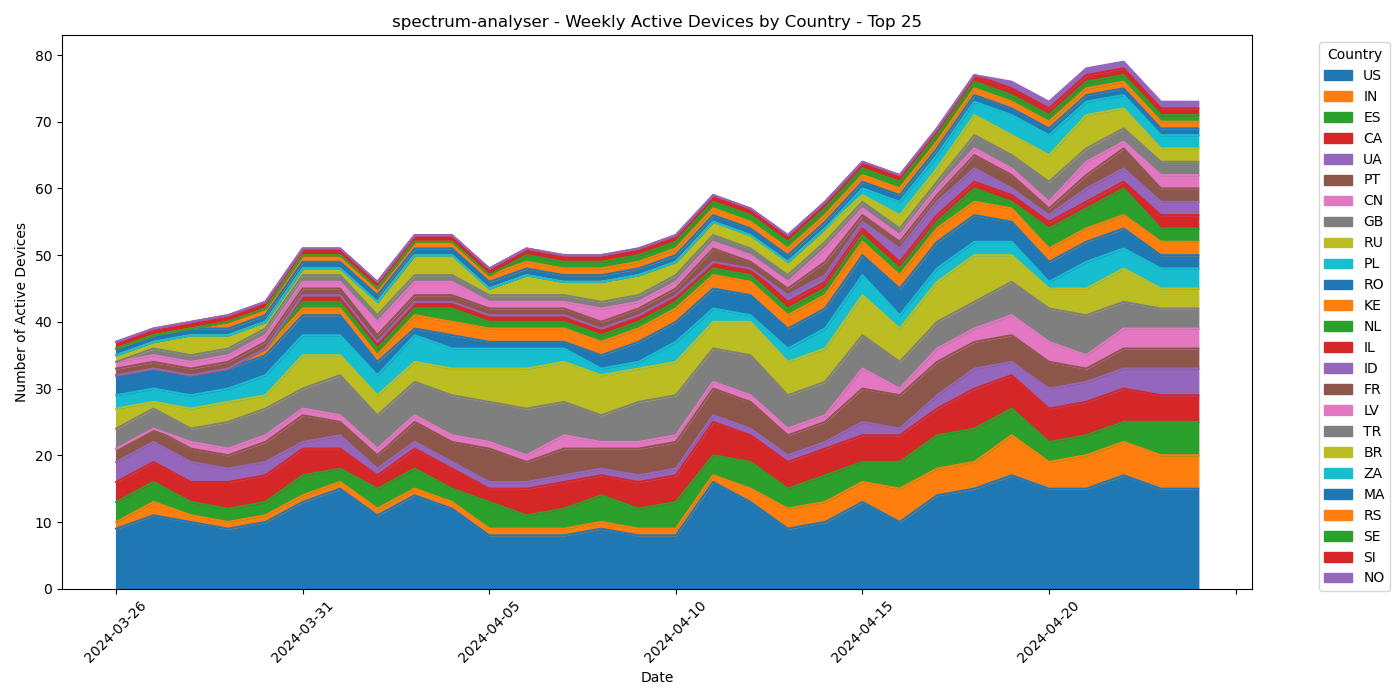 spectrum-analyser - Weekly Active Devices by Country - Top 25
Number of Active Devices
80
70
60
50
40
30
20
10
0
2024-03-26
2024-03-31
2024-04-05
2024-04-10
2024-04-15
2024-04-20
Date
Country
US
IN
ES
CA
UA
PT
CN
GB
RU
PL
RO
KE
NL
IL
ID
FR
LV
TR
BR
ZA
MA
RS
SE
SI
NO